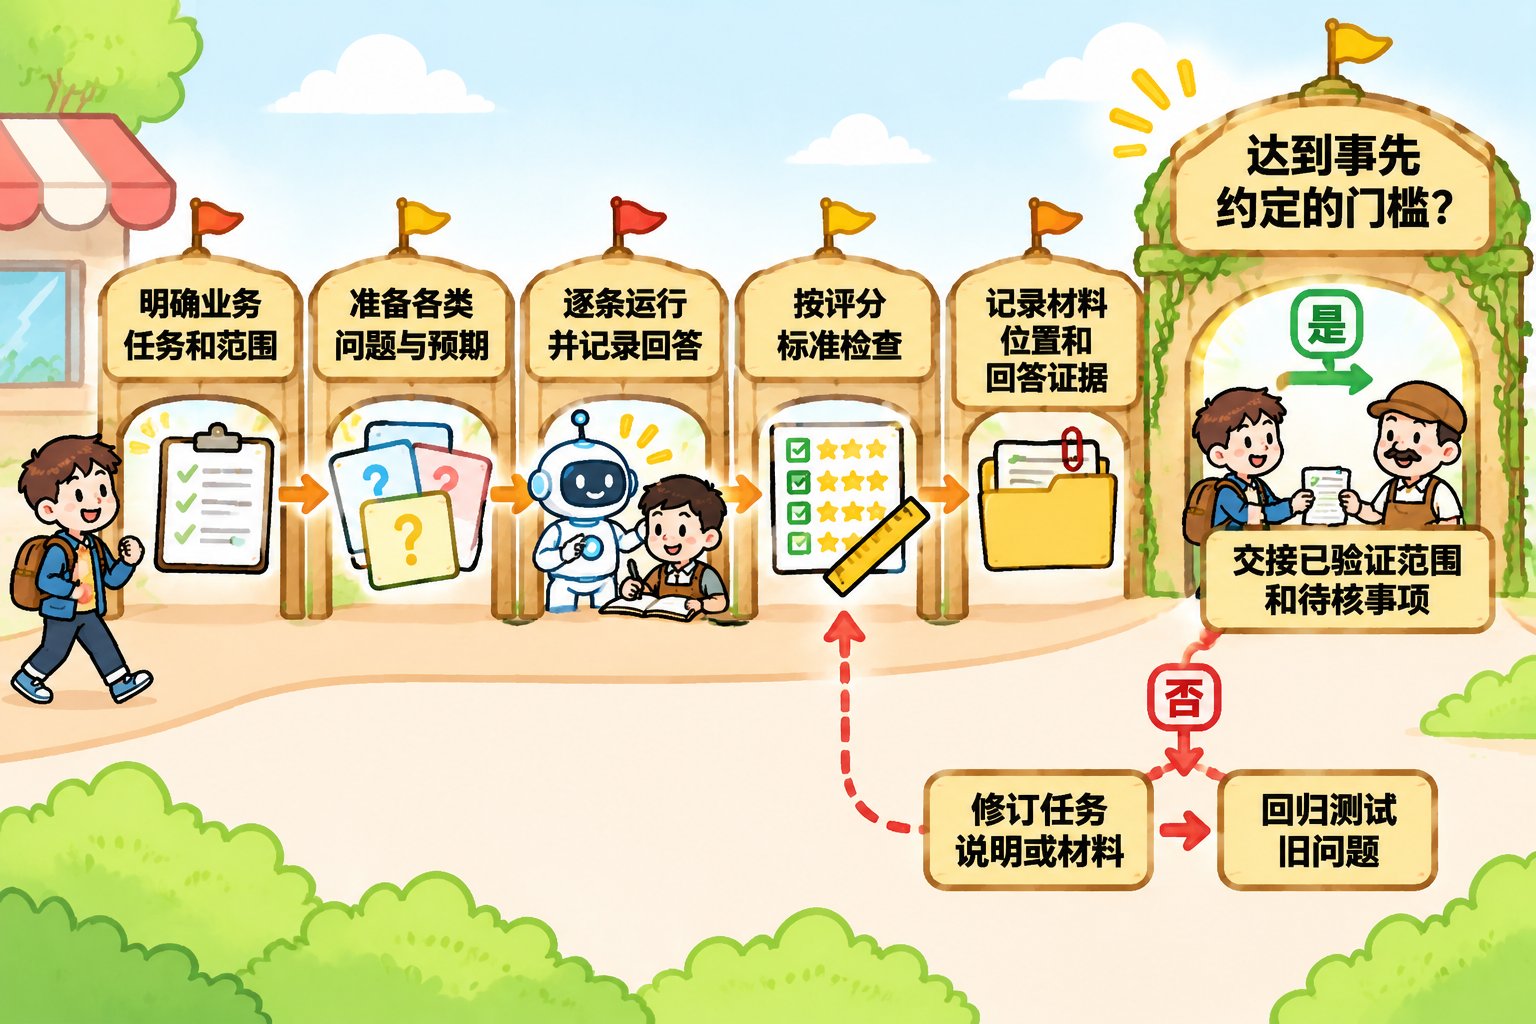 明确业务
任务和范围
准备各类
问题与预期
逐条运行
并记录回答
按评分
标准检查
记录材料
位置和
回答证据
达到事先
约定的门槛？
是
交接已验证范围
和待核事项
否
修订任务
说明或材料
回归测试
旧问题
?
?
?